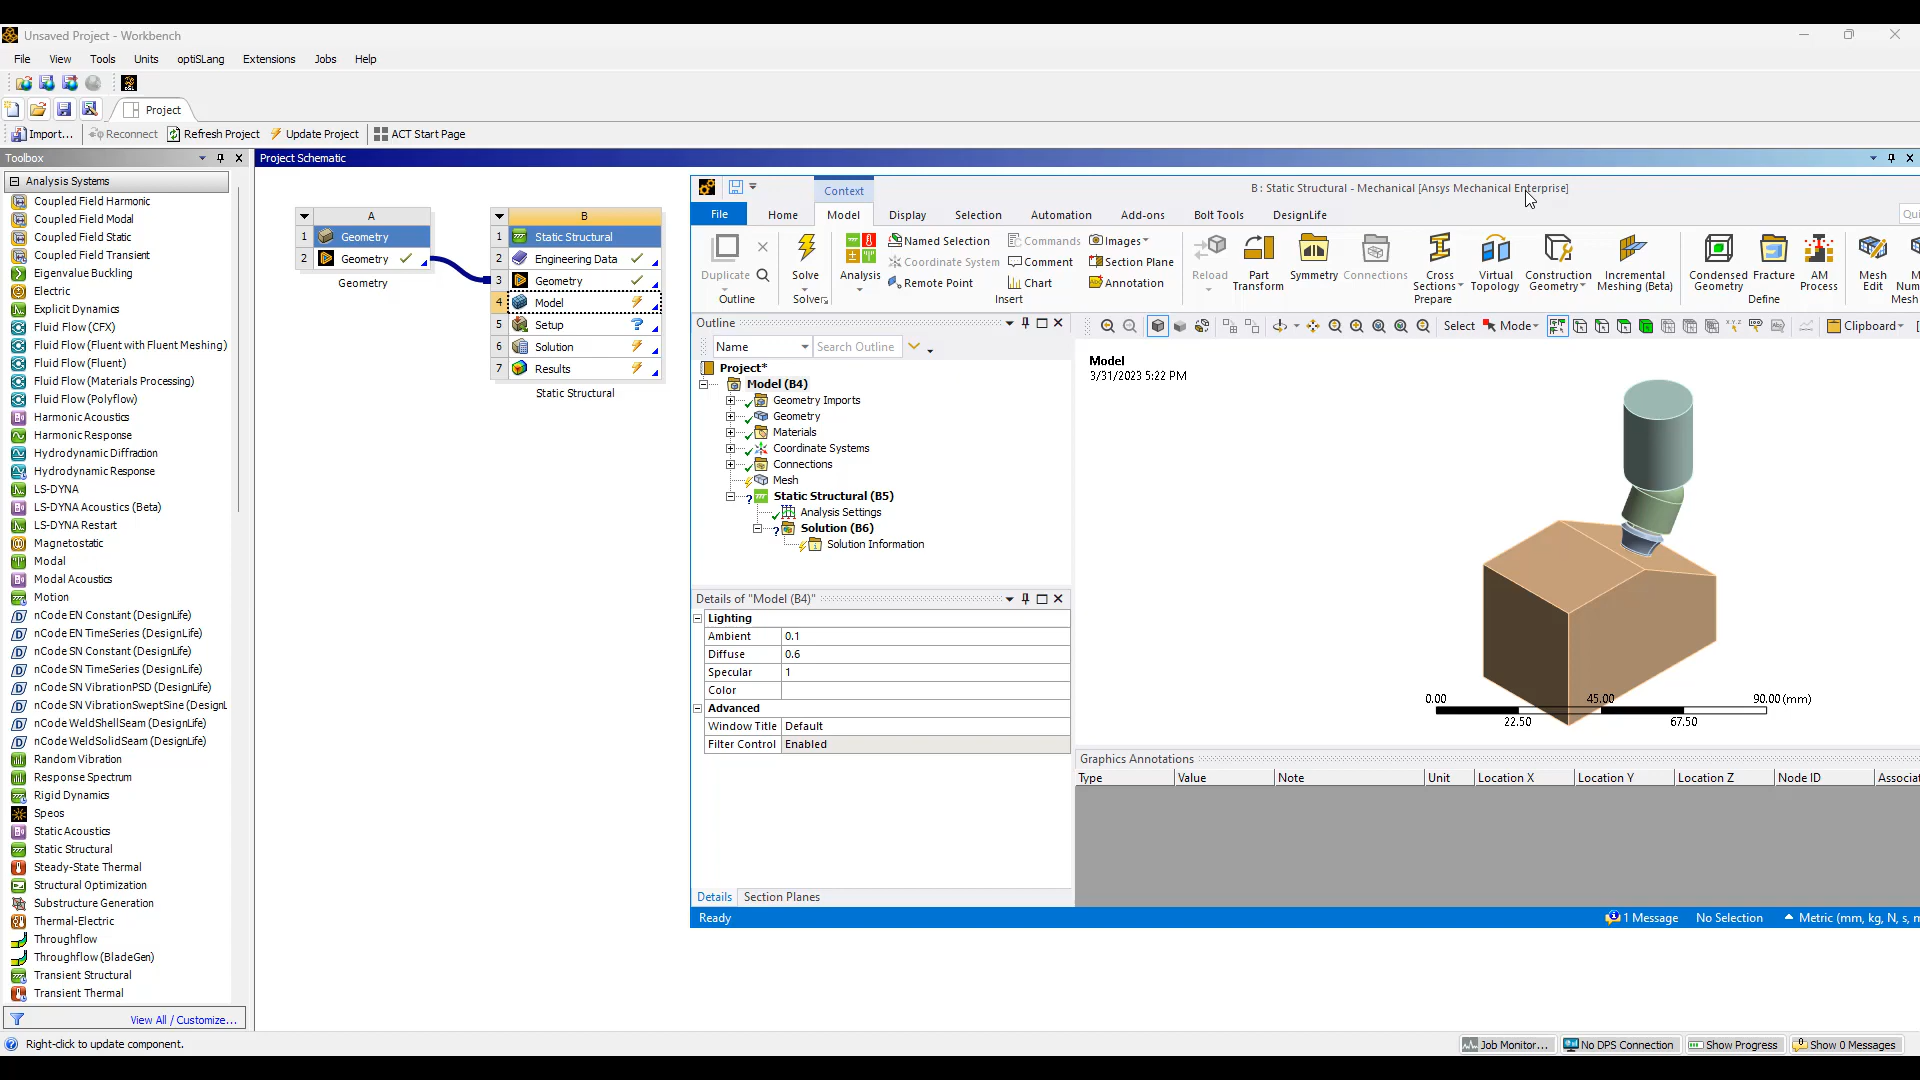 Unsaved Project - Workbench
File View Tools Units optiSLang Extensions Jobs Help
Project
Import... Reconnect Refresh Project Update Project ACT Start Page
Toolbox
Analysis Systems
Coupled Field Harmonic
Coupled Field Modal
Coupled Field Static
Coupled Field Transient
Eigenvalue Buckling
Electric
Explicit Dynamics
Fluid Flow (CFX)
Fluid Flow (Fluent with Fluent Meshing)
Fluid Flow (Fluent)
Fluid Flow (Materials Processing)
Fluid Flow (Polyflow)
Harmonic Acoustics
Harmonic Response
Hydrodynamic Diffraction
Hydrodynamic Response
LS-DYNA
LS-DYNA Acoustics (Beta)
LS-DYNA Restart
Magnetostatic
Modal
Modal Acoustics
Motion
nCode EN Constant (DesignLife)
nCode EN TimeSeries (DesignLife)
nCode SN Constant (DesignLife)
nCode SN TimeSeries (DesignLife)
nCode SN VibrationPSD (DesignLife)
nCode SN VibrationSweptSine (DesignL
nCode WeldShellSeam (DesignLife)
nCode WeldSolidSeam (DesignLife)
Random Vibration
Response Spectrum
Rigid Dynamics
Speos
Static Acoustics
Static Structural
Steady-State Thermal
Structural Optimization
Substructure Generation
Thermal-Electric
Throughflow
Throughflow (BladeGen)
Transient Structural
Transient Thermal
View All / Customize...
Project Schematic
A
1 Geometry
2 Geometry
Geometry
B
1 Static Structural
2 Engineering Data
3 Geometry
4 Model
5 Setup
6 Solution
7 Results
Static Structural
Context
B : Static Structural - Mechanical [Ansys Mechanical Enterprise]
File Home Model Display Selection Automation Add-ons Bolt Tools DesignLife Qui
Duplicate
Outline
Solve
Solver
Analysis
Named Selection
Coordinate System
Remote Point
Commands
Comment
Chart
Images
Section Plane
Annotation
Insert
Reload
Part
Transform
Symmetry
Connections
Cross
Sections
Virtual
Topology
Construction
Geometry
Incremental
Meshing (Beta)
Prepare
Condensed
Geometry
Fracture
AM
Process
Define
Mesh
Edit
Mesh
Outline
Name
Search Outline
Project*
Model (B4)
Geometry Imports
Geometry
Materials
Coordinate Systems
Connections
Mesh
Static Structural (B5)
Analysis Settings
Solution (B6)
Solution Information
Details of "Model (B4)"
Lighting
Ambient 0.1
Diffuse 0.6
Specular 1
Color
Advanced
Window Title Default
Filter Control Enabled
Details Section Planes
Select Mode Clipboard
Model
3/31/2023 5:22 PM
0.00 45.00 90.00 (mm)
22.50 67.50
Graphics Annotations
Type Value Note Unit Location X Location Y Location Z Node ID Associat
Ready 1 Message No Selection Metric (mm, kg, N, s, m
Right-click to update component.
Job Monitor... No DPS Connection Show Progress Show 0 Messages